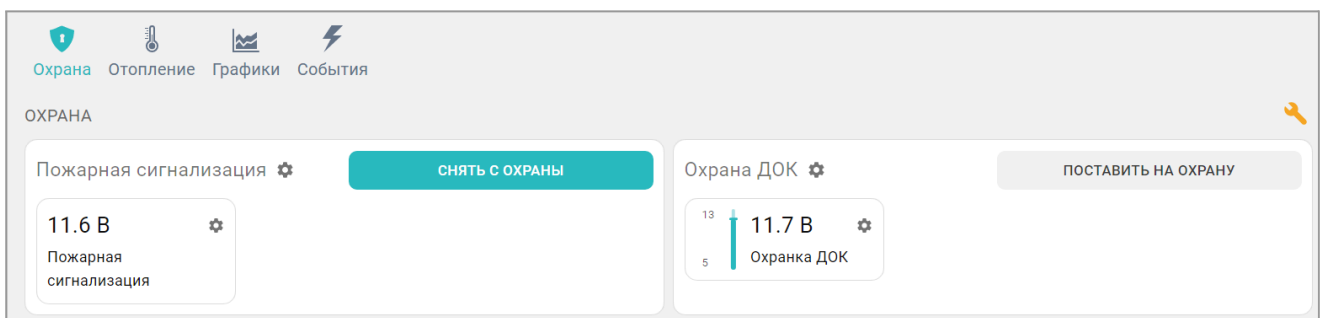 Охрана Отопление Графики События
ОХРАНА
Пожарная сигнализация СНЯТЬ С ОХРАНЫ
11.6 В
Пожарная
сигнализация
Охрана ДОК ПОСТАВИТЬ НА ОХРАНУ
13
11.7 В
5
Охранка ДОК